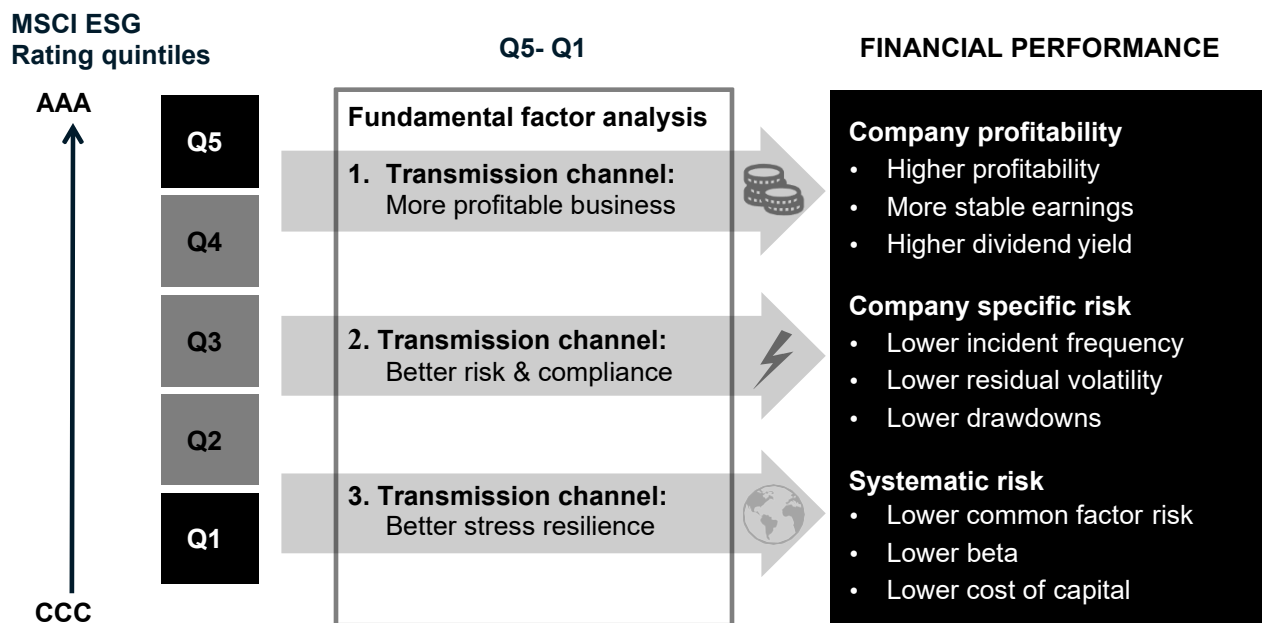 MSCI ESG
Rating quintiles
AAA
Q5
Q4
Q3
Q2
Q1
CCC
Q5- Q1
Fundamental factor analysis
1. Transmission channel:
More profitable business
2. Transmission channel:
Better risk & compliance
3. Transmission channel:
Better stress resilience
FINANCIAL PERFORMANCE
Company profitability
• Higher profitability
• More stable earnings
• Higher dividend yield
Company specific risk
• Lower incident frequency
• Lower residual volatility
• Lower drawdowns
Systematic risk
• Lower common factor risk
• Lower beta
• Lower cost of capital